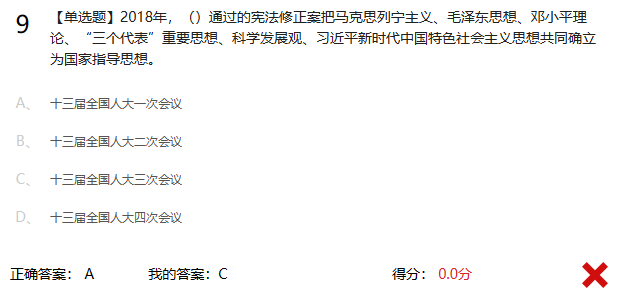 9
【单选题】2018年，（）通过的宪法修正案把马克思列宁主义、毛泽东思想、邓小平理
论、“三个代表”重要思想、科学发展观、习近平新时代中国特色社会主义思想共同确立
为国家指导思想。
A、 十三届全国人大一次会议
B、 十三届全国人大二次会议
C、 十三届全国人大三次会议
D、 十三届全国人大四次会议
正确答案： A 我的答案：C 得分： 0.0分